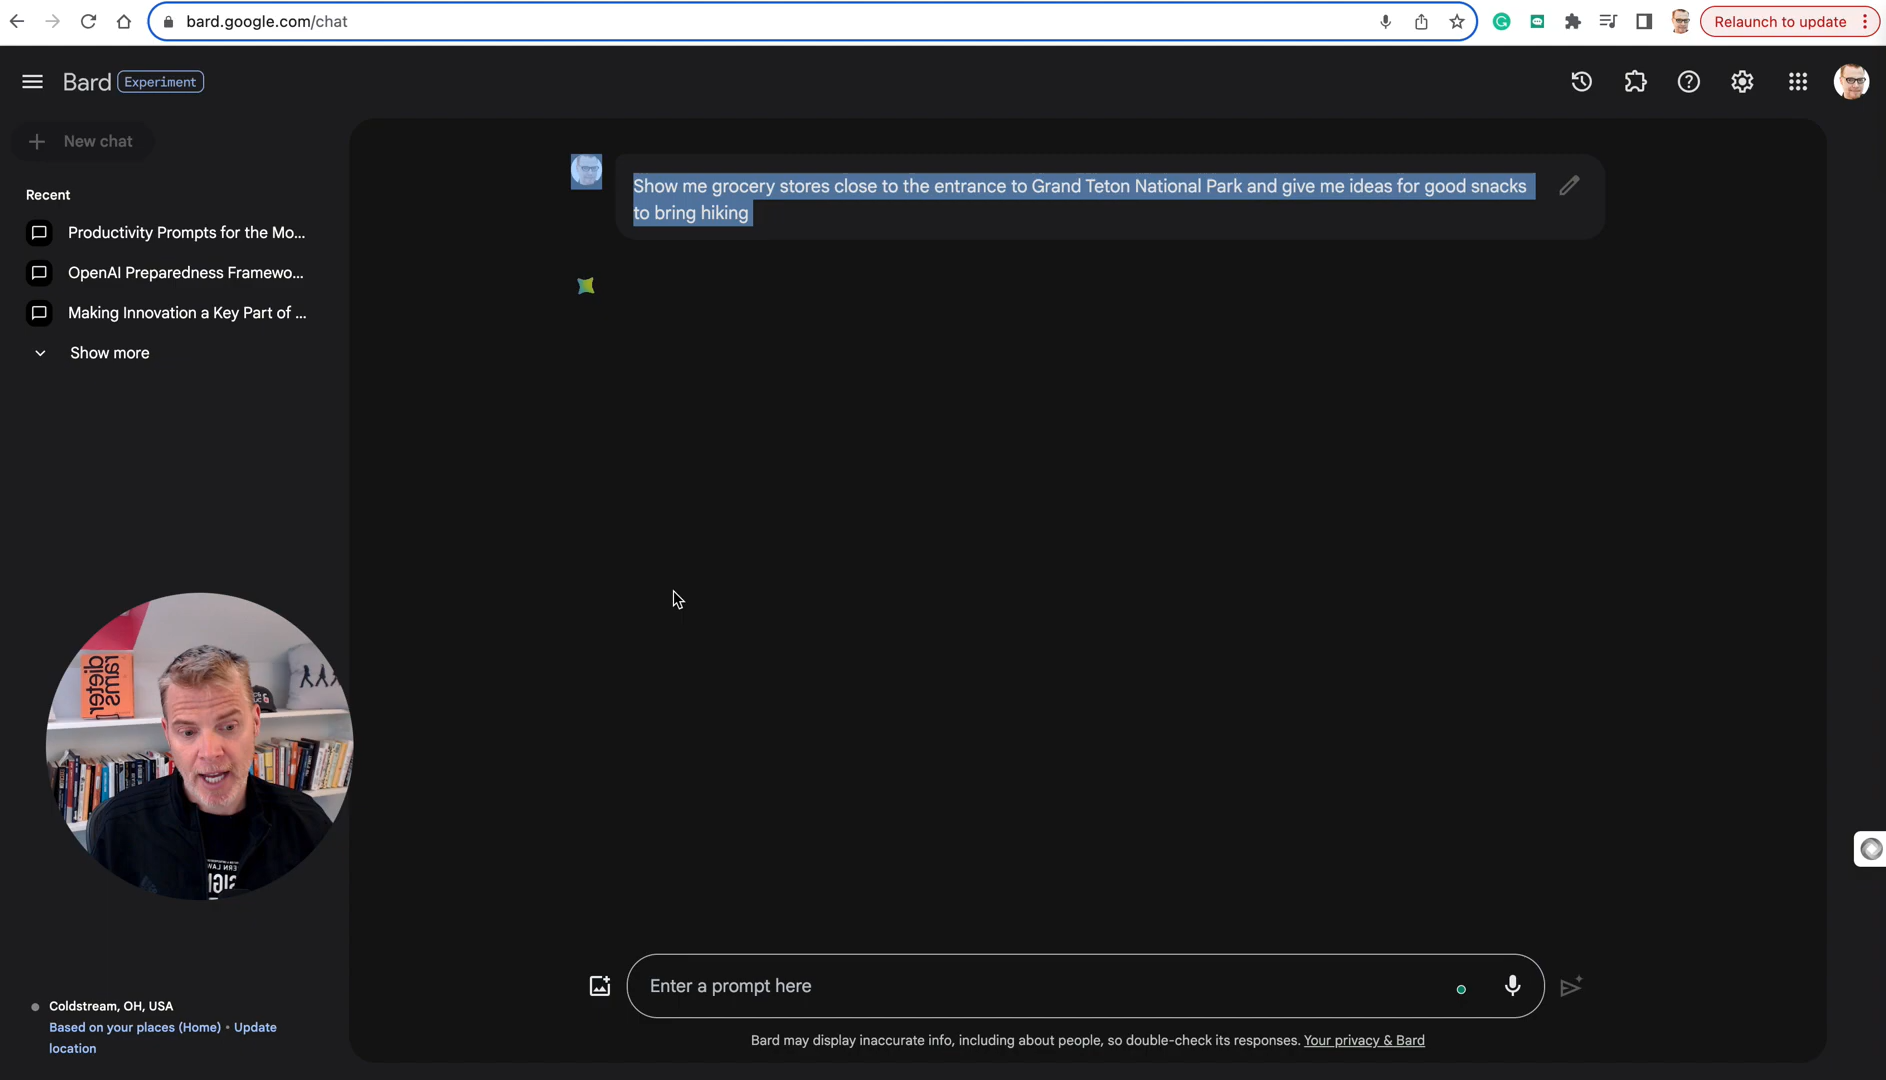 bard.google.com/chat
Relaunch to update
Bard Experiment
New chat
Recent
Productivity Prompts for the Mo...
OpenAI Preparedness Framewo...
Making Innovation a Key Part of ...
Show more
Show me grocery stores close to the entrance to Grand Teton National Park and give me ideas for good snacks
to bring hiking
dieter
rams
Enter a prompt here
Coldstream, OH, USA
Based on your places (Home) • Update
location
Bard may display inaccurate info, including about people, so double-check its responses. Your privacy & Bard